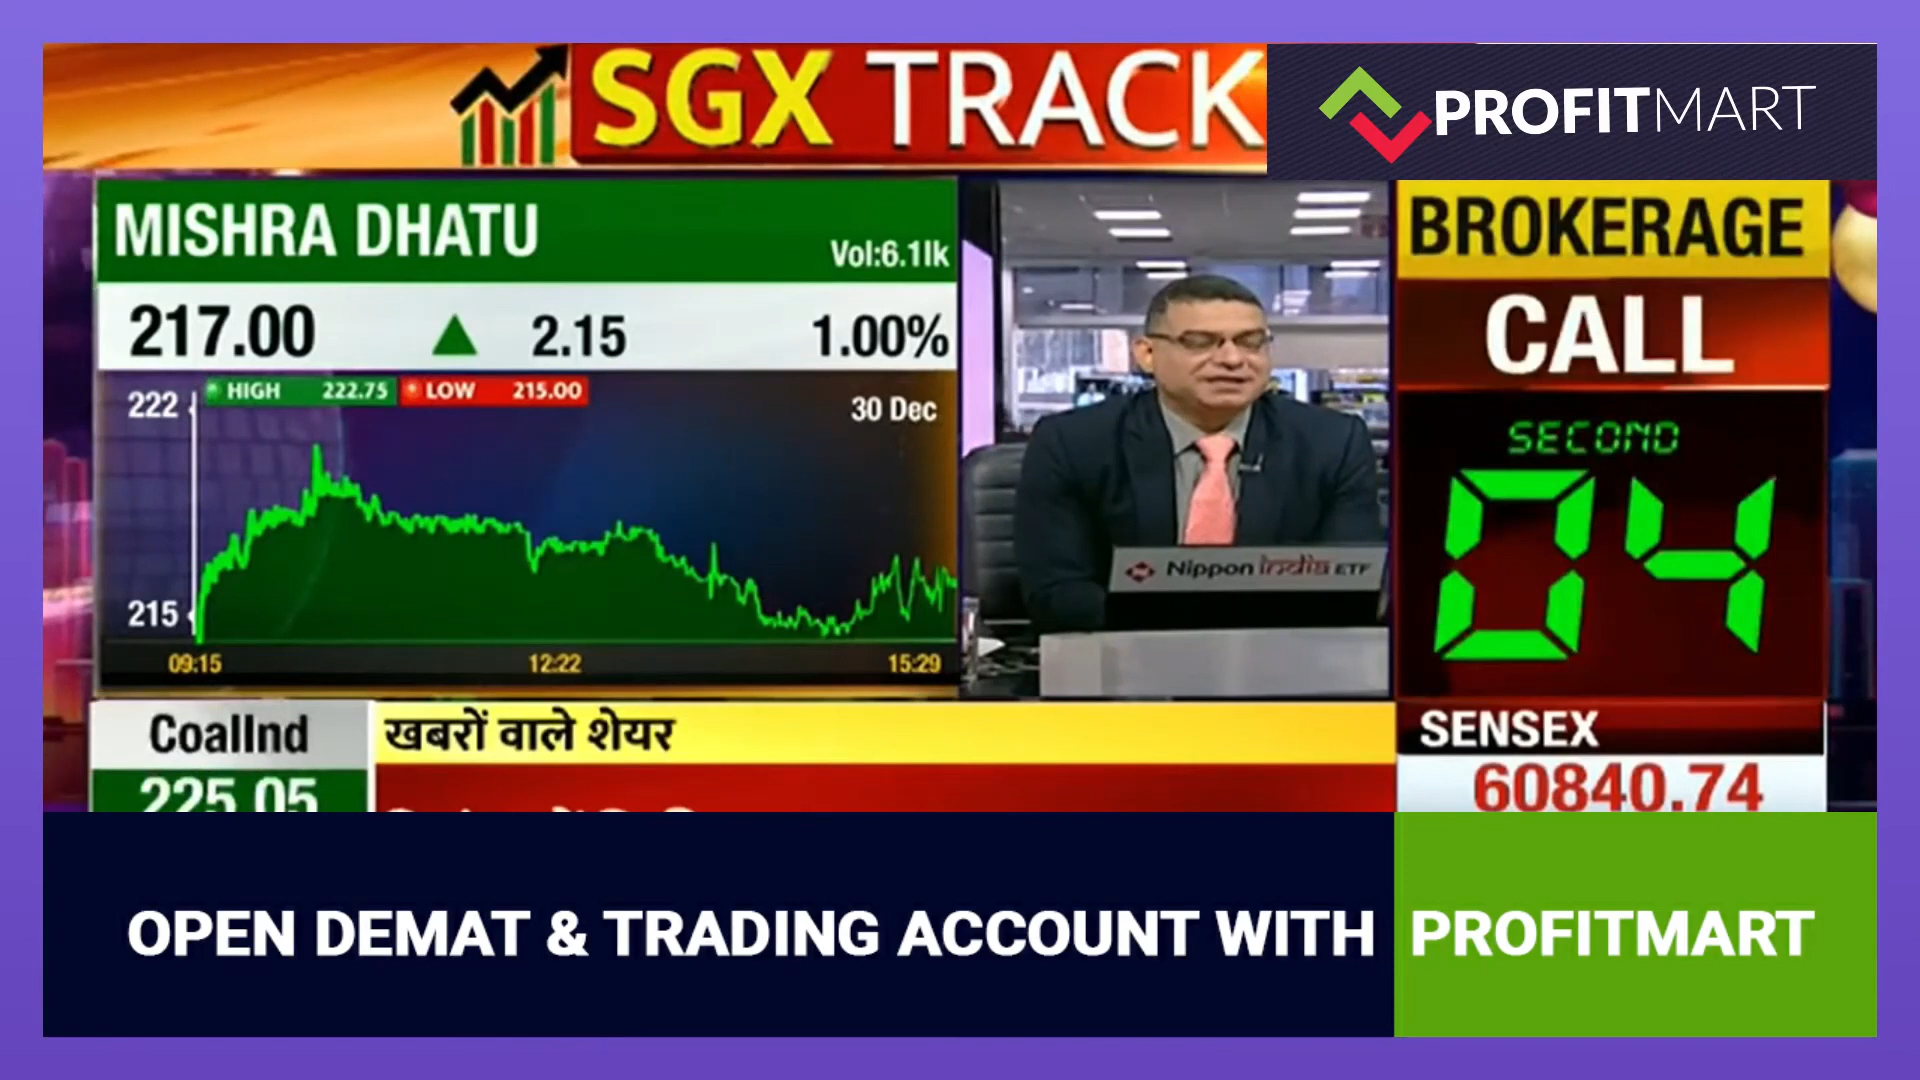 SGX TRACK
PROFITMART
MISHRA DHATU
Vol:6.1lk
217.00 2.15 1.00%
HIGH 222.75 LOW 215.00
30 Dec
222
215
09:15 12:22 15:29
Nippon india ETF
BROKERAGE
CALL
SECOND
04
CoalInd
225.05
खबरों वाले शेयर
SENSEX
60840.74
OPEN DEMAT & TRADING ACCOUNT WITH PROFITMART